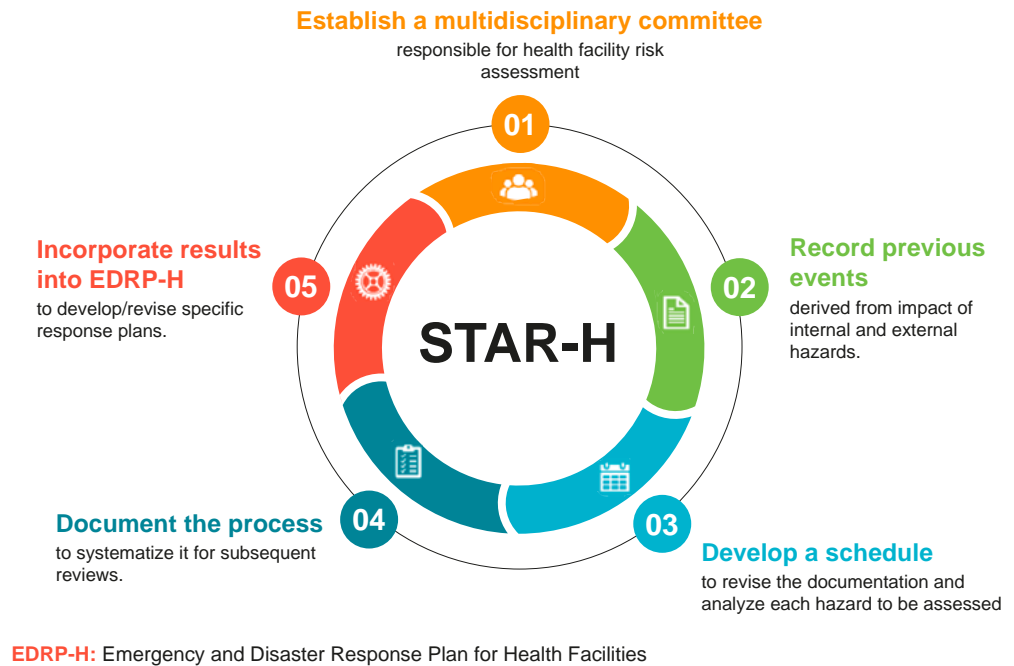 Establish a multidisciplinary committee
responsible for health facility risk
assessment
01
Record previous
events
02
derived from impact of
internal and external
hazards.
03
Develop a schedule
to revise the documentation and
analyze each hazard to be assessed
04
Document the process
to systematize it for subsequent
reviews.
05
Incorporate results
into EDRP-H
to develop/revise specific
response plans.
STAR-H
EDRP-H: Emergency and Disaster Response Plan for Health Facilities